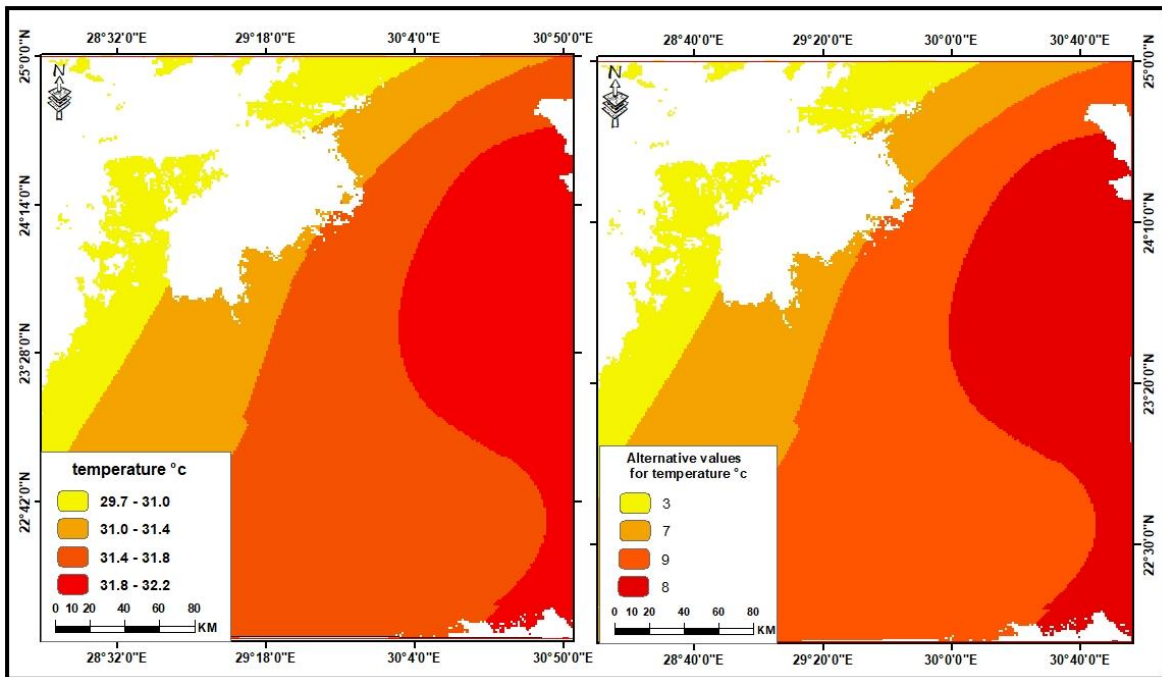 28°32'0"E 29°18'0"E 30°4'0"E 30°50'0"E
25°0'0"N
24°14'0"N
23°28'0"N
22°42'0"N
N
temperature °c
29.7 - 31.0
31.0 - 31.4
31.4 - 31.8
31.8 - 32.2
0 10 20 40 60 80
KM
28°32'0"E 29°18'0"E 30°4'0"E 30°50'0"E
28°40'0"E 29°20'0"E 30°0'0"E 30°40'0"E
25°0'0"N
24°10'0"N
23°20'0"N
22°30'0"N
N
Alternative values
for temperature °c
3
7
9
8
0 10 20 40 60 80
KM
28°40'0"E 29°20'0"E 30°0'0"E 30°40'0"E